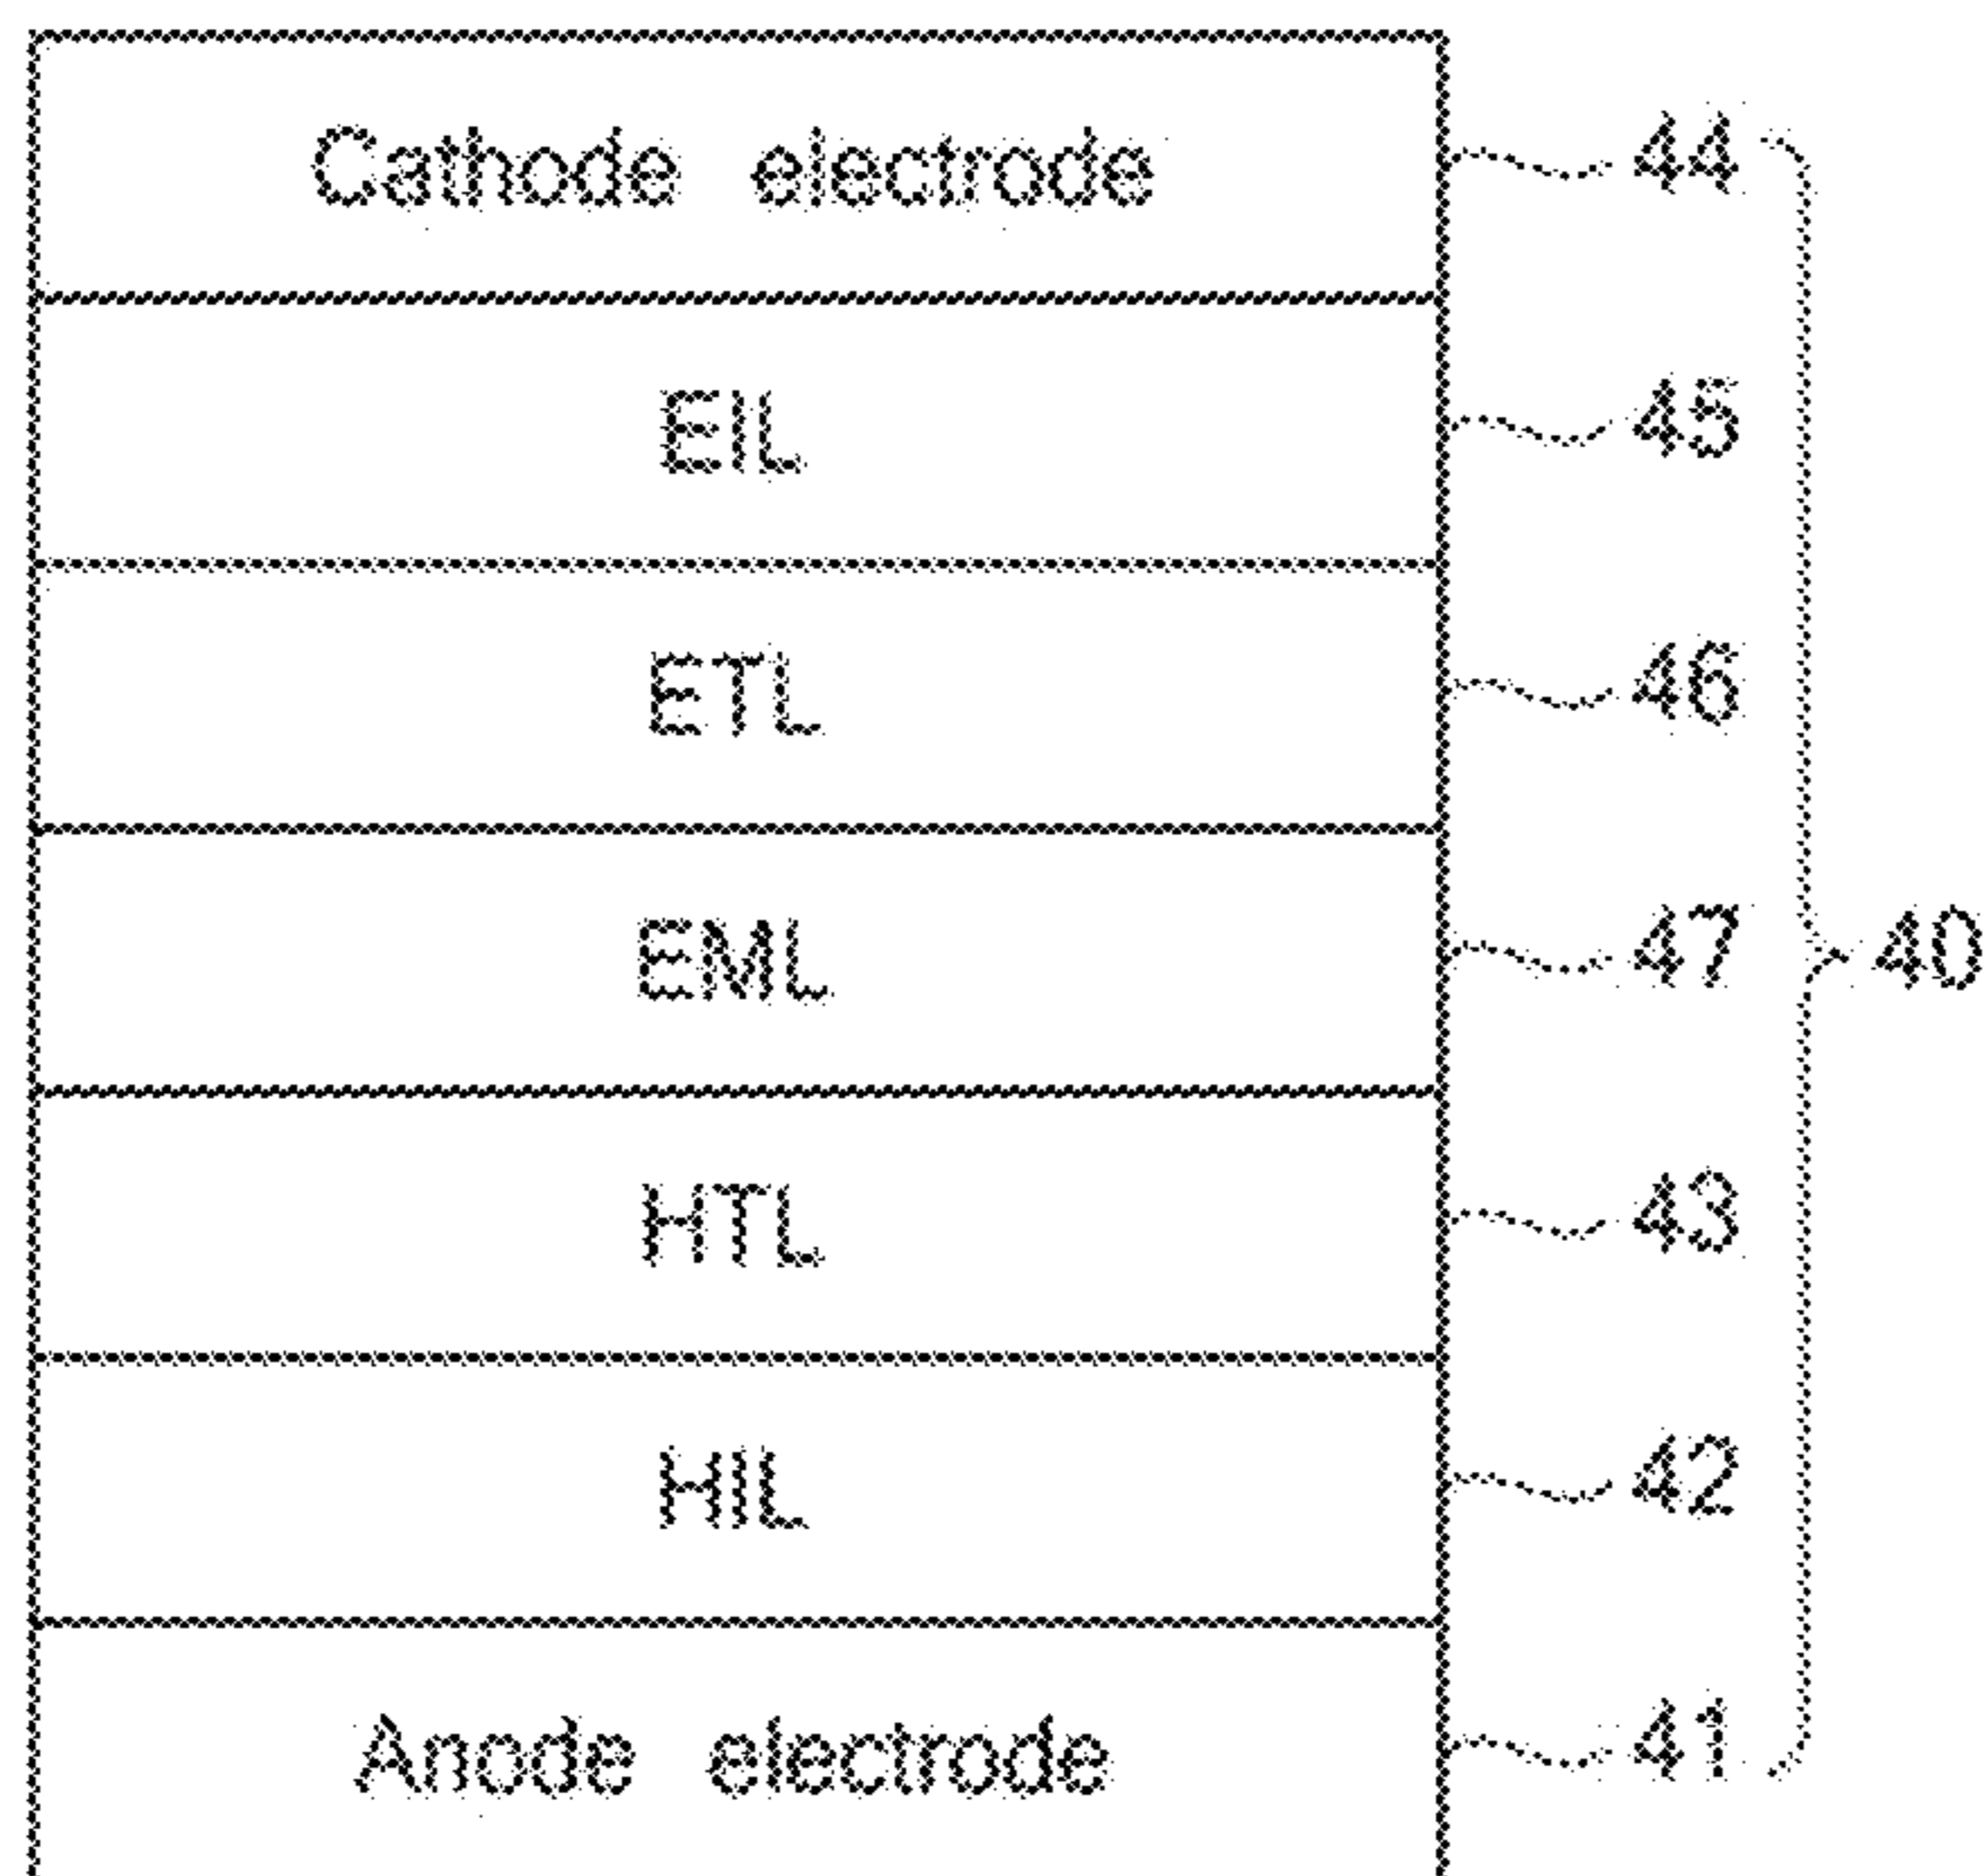 Cathode electrode 44
EIL 45
ETL 46
EML 47 40
HTL 43
HIL 42
Anode electrode 41